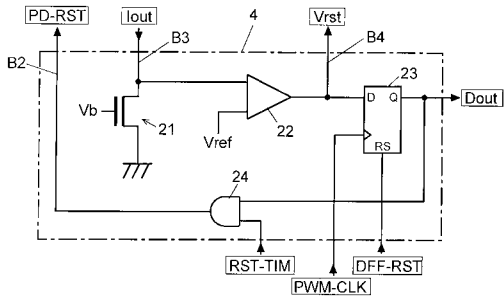 PD-RST Iout 4 Vrst
B3 B4
B2 23
D Q Dout
Vb 21 Vref 22
RS
24
RST-TIM DFF-RST
PWM-CLK